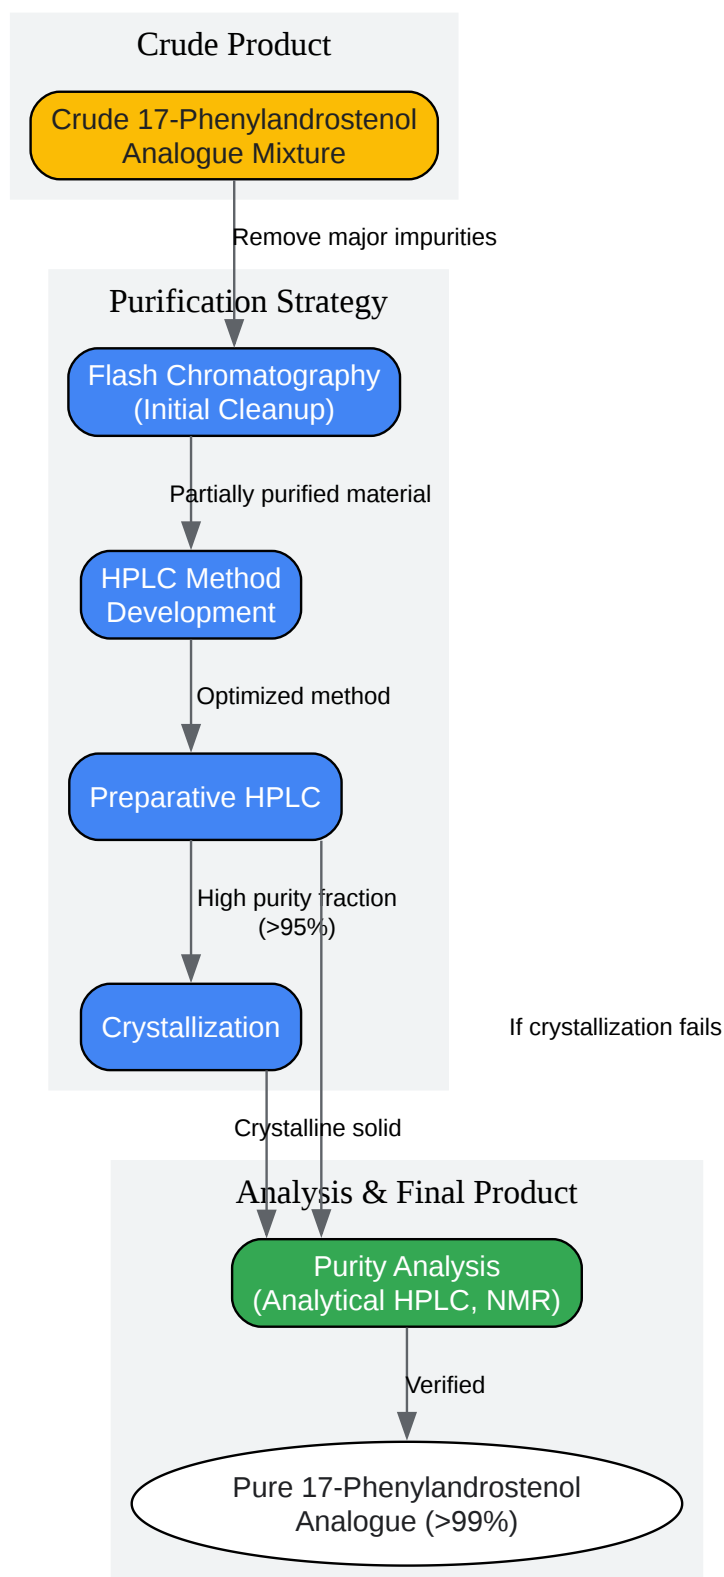 Crude Product
Crude 17-Phenylandrostenol
Analogue Mixture
Remove major impurities
Purification Strategy
Flash Chromatography
(Initial Cleanup)
Partially purified material
HPLC Method
Development
Optimized method
Preparative HPLC
High purity fraction
(>95%)
Crystallization
If crystallization fails
Crystalline solid
Analysis & Final Product
Purity Analysis
(Analytical HPLC, NMR)
Verified
Pure 17-Phenylandrostenol
Analogue (>99%)